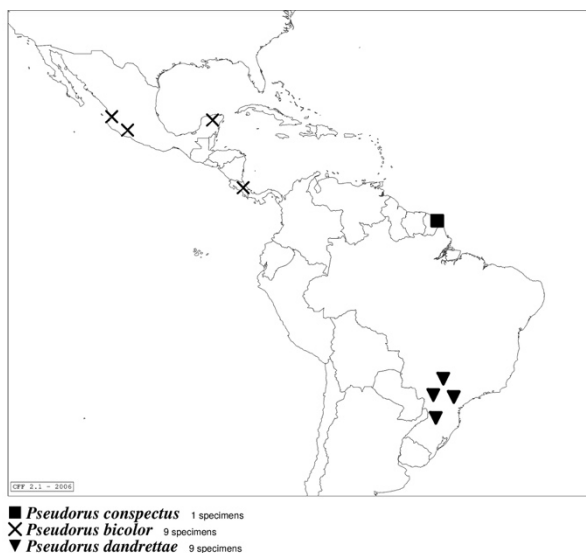 CFF 2.1 - 2006
Pseudorus conspectus 1 specimens
Pseudorus bicolor 9 specimens
Pseudorus dandrettae 9 specimens